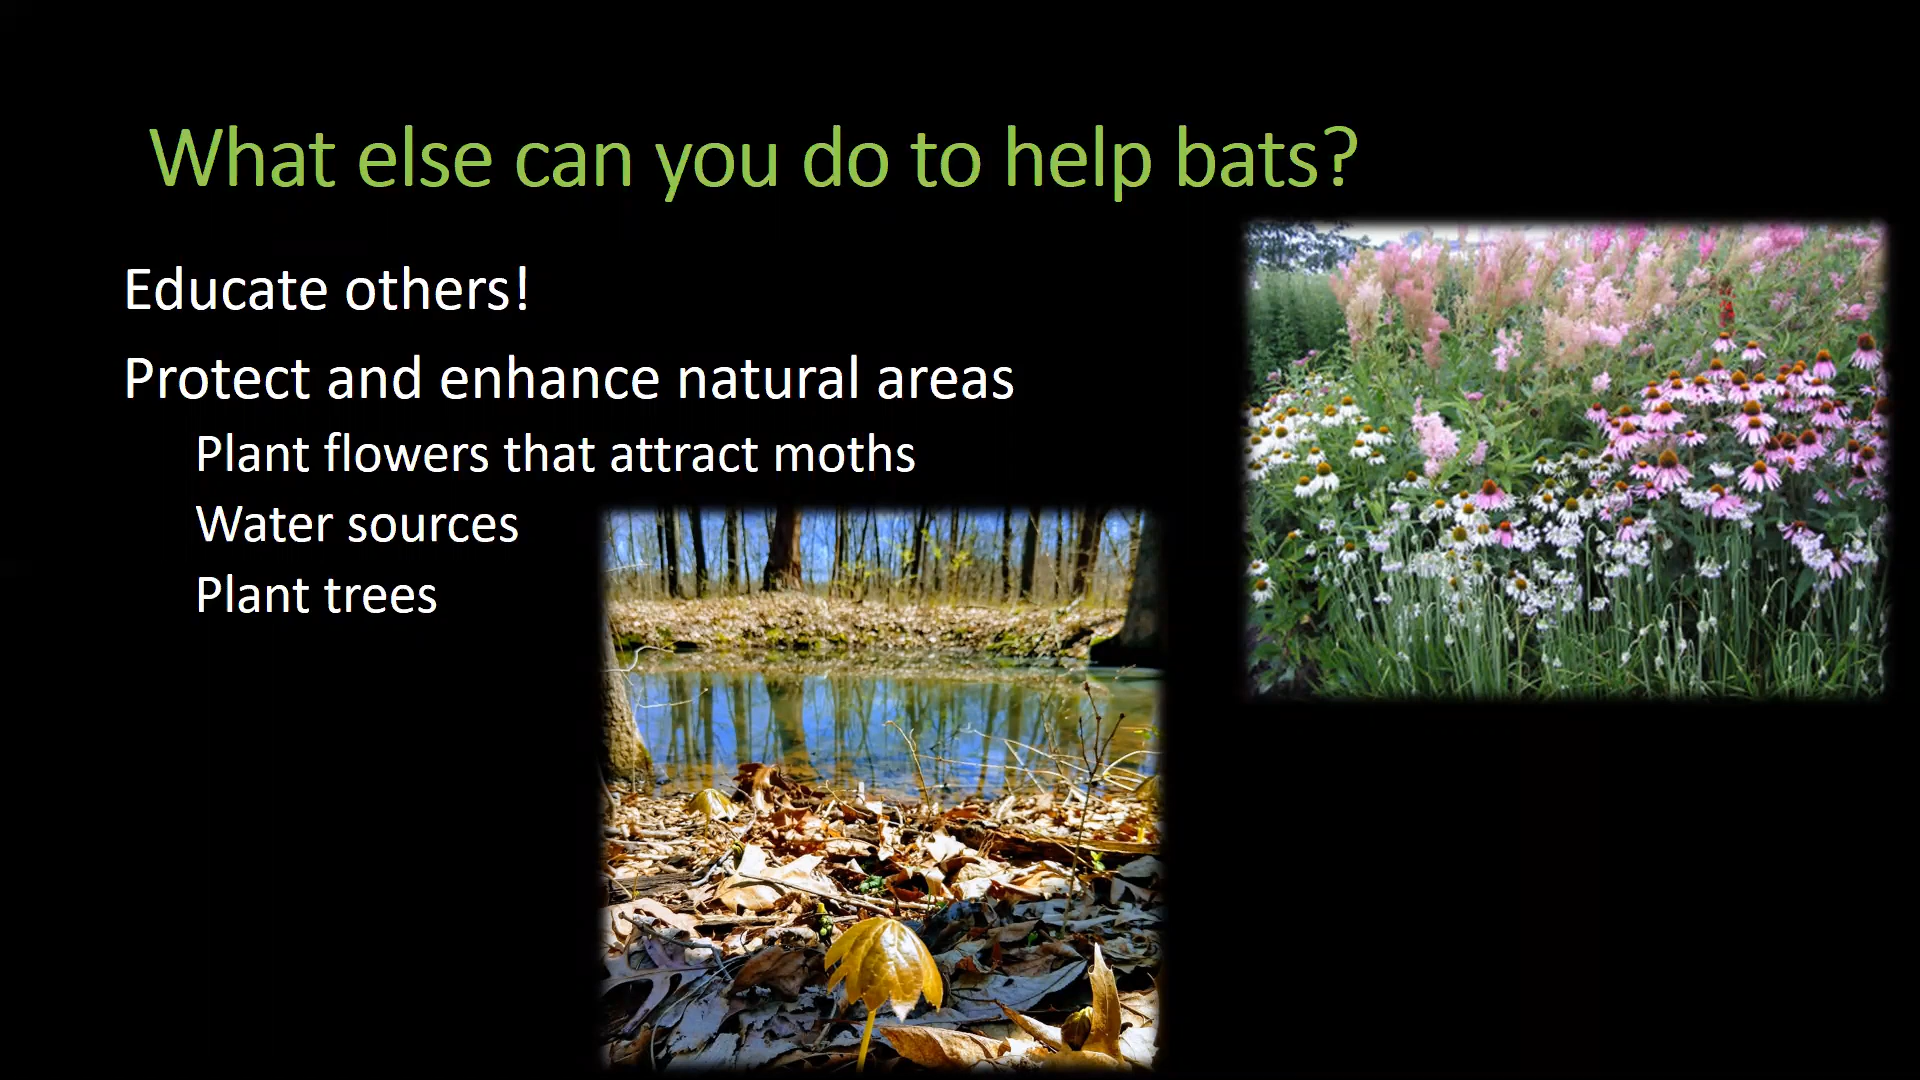 What else can you do to help bats?
Educate others!
Protect and enhance natural areas
Plant flowers that attract moths
Water sources
Plant trees